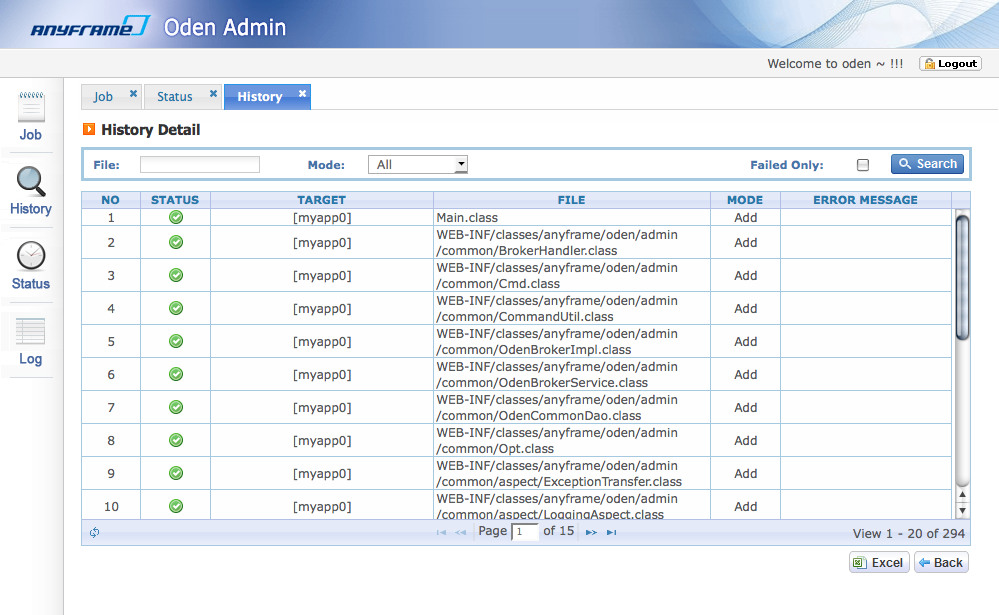 ANYFRAME Oden Admin
Welcome to oden ~ !!! Logout
Job
History
Status
Log
Job Status History
History Detail
File: Mode: All Failed Only: Search
NO STATUS TARGET FILE MODE ERROR MESSAGE
1 [myapp0] Main.class Add
2 [myapp0] WEB-INF/classes/anyframe/oden/admin Add
/common/BrokerHandler.class
3 [myapp0] WEB-INF/classes/anyframe/oden/admin Add
/common/Cmd.class
4 [myapp0] WEB-INF/classes/anyframe/oden/admin Add
/common/CommandUtil.class
5 [myapp0] WEB-INF/classes/anyframe/oden/admin Add
/common/OdenBrokerImpl.class
6 [myapp0] WEB-INF/classes/anyframe/oden/admin Add
/common/OdenBrokerService.class
7 [myapp0] WEB-INF/classes/anyframe/oden/admin Add
/common/OdenCommonDao.class
8 [myapp0] WEB-INF/classes/anyframe/oden/admin Add
/common/Opt.class
9 [myapp0] WEB-INF/classes/anyframe/oden/admin Add
/common/aspect/ExceptionTransfer.class
10 [myapp0] WEB-INF/classes/anyframe/oden/admin Add
/common/aspect/LoggingAspect.class
Page 1 of 15 View 1 - 20 of 294
Excel Back